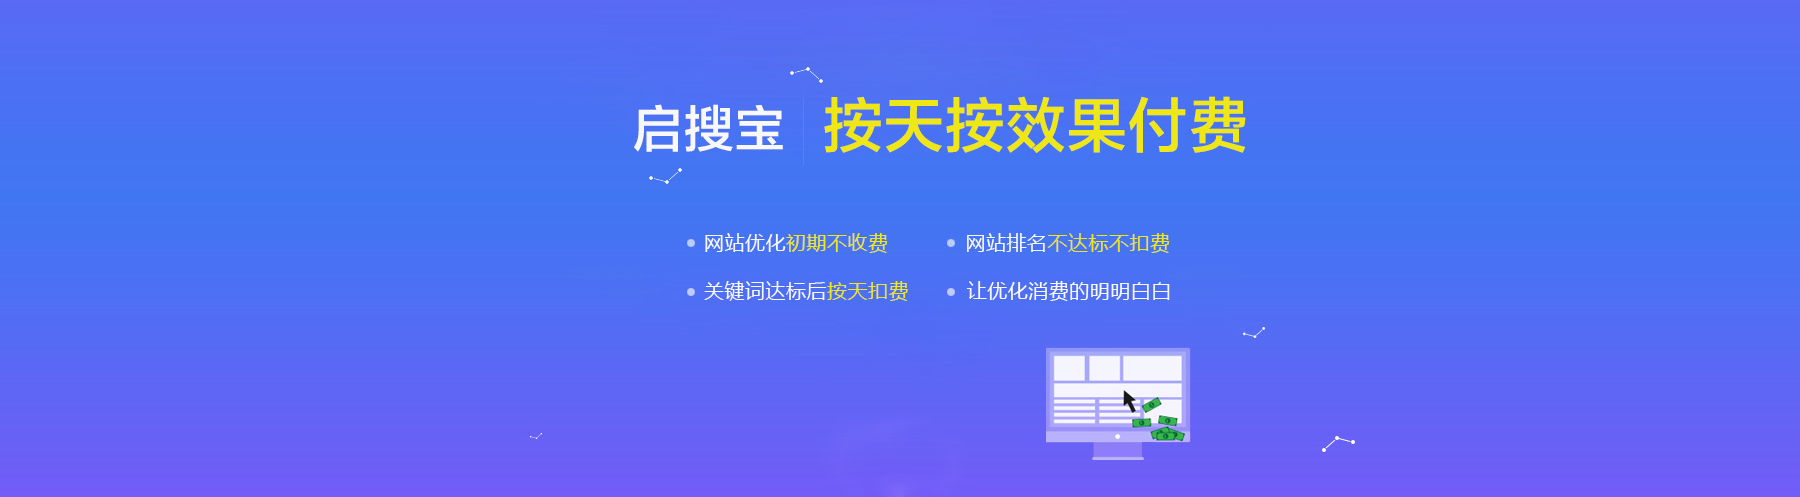 启搜宝 按天按效果付费
网站优化初期不收费 网站排名不达标不扣费
关键词达标后按天扣费 让优化消费的明明白白